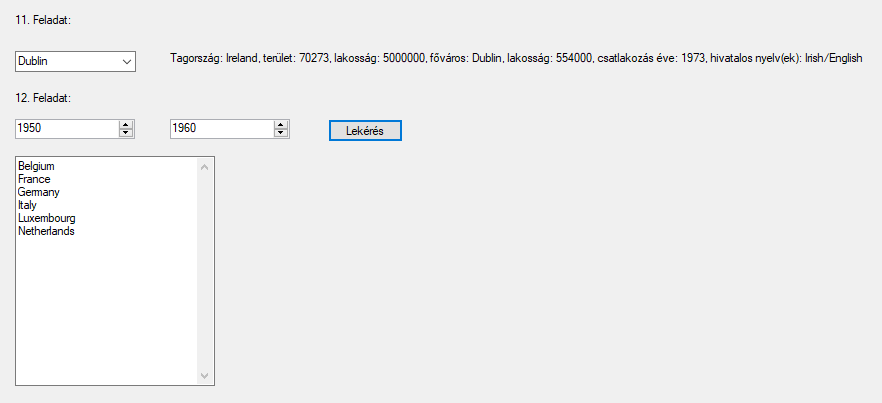 11. Feladat:
Dublin
Tagország: Ireland, terület: 70273, lakosság: 5000000, főváros: Dublin, lakosság: 554000, csatlakozás éve: 1973, hivatalos nyelv(ek): Irish/English
12. Feladat:
1950
1960
Lekérés
Belgium
France
Germany
Italy
Luxembourg
Netherlands